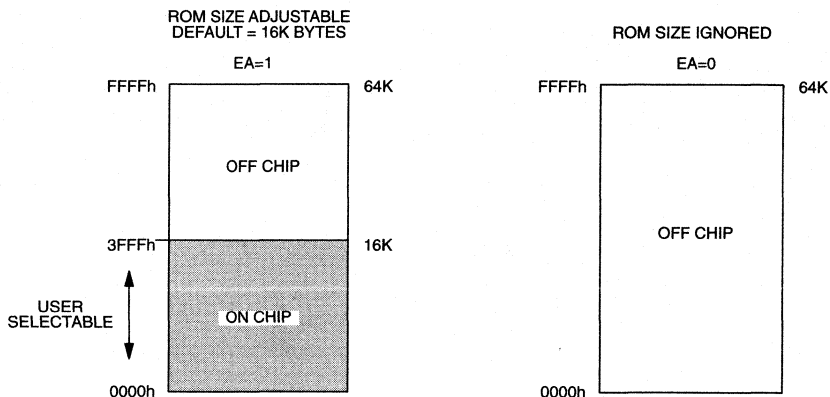 ROM SIZE ADJUSTABLE
DEFAULT = 16K BYTES
EA=1
FFFFh
64K
OFF CHIP
3FFFh
16K
USER
SELECTABLE
ON CHIP
0000h
ROM SIZE IGNORED
EA=0
FFFFh
64K
OFF CHIP
0000h